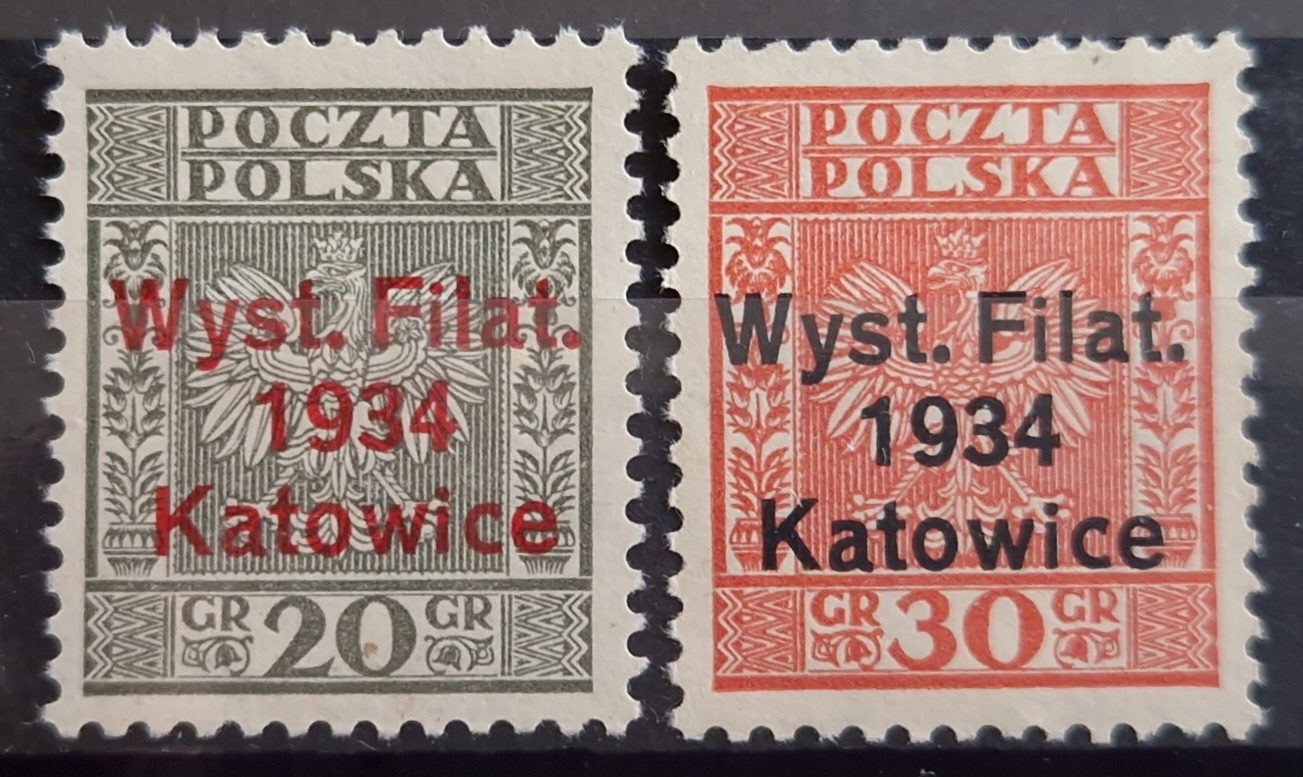 POCZTA
POLSKA
Wyst. Filat.
1934
Katowice
GR 20 GR
POCZTA
POLSKA
Wyst. Filat.
1934
Katowice
GR 30 GR